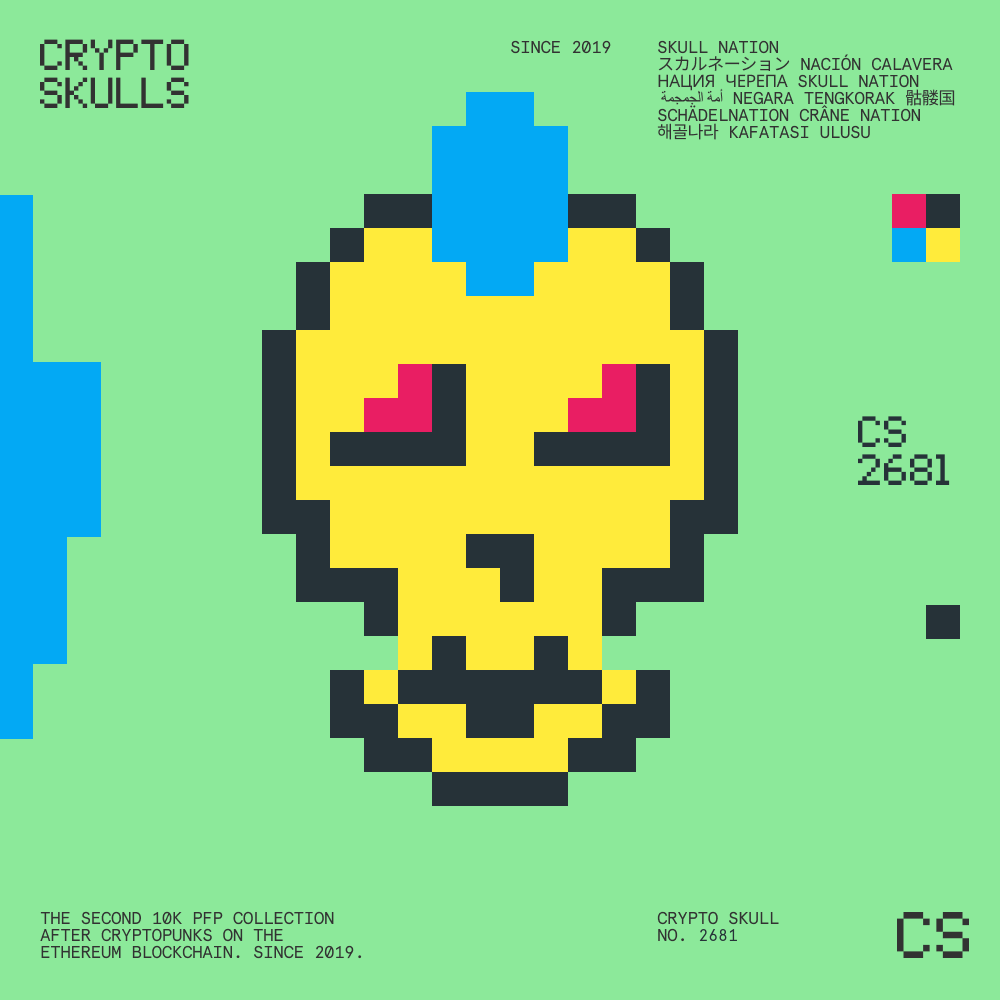 CRYPTO
SKULLS
SINCE 2019
SKULL NATION
スカルネーション NACIÓN CALAVERA
НАЦИЯ ЧЕРЕПА SKULL NATION
أمة الجمجمة NEGARA TENGKORAK 骷髅国
SCHÄDELNATION CRÂNE NATION
해골나라 KAFATASI ULUSU
CS
2681
THE SECOND 10K PFP COLLECTION
AFTER CRYPTOPUNKS ON THE
ETHEREUM BLOCKCHAIN. SINCE 2019.
CRYPTO SKULL
NO. 2681
CS